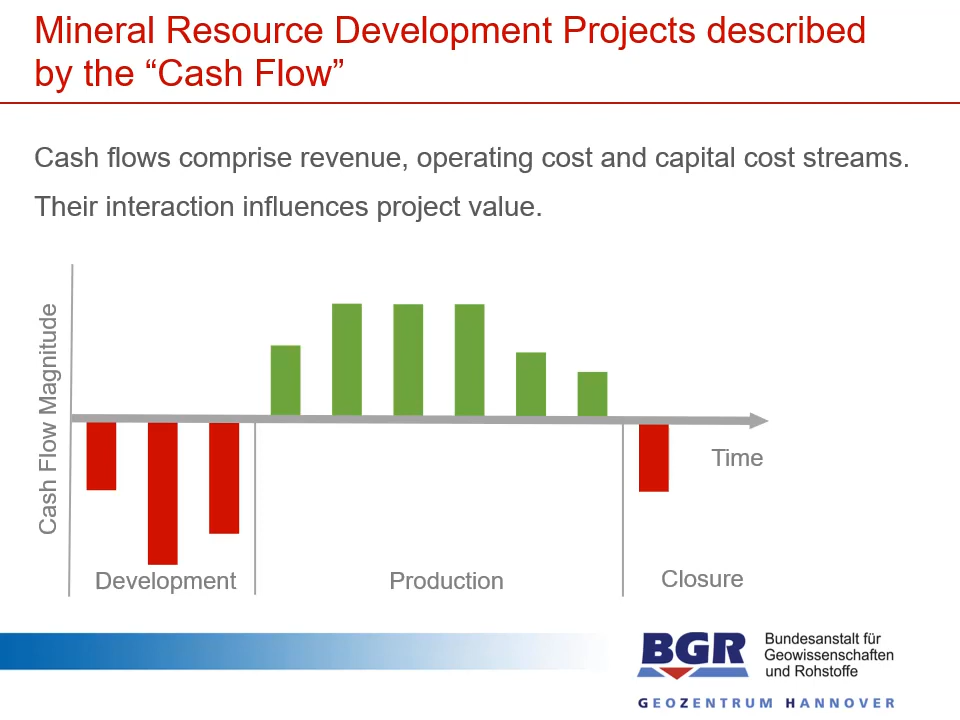 Mineral Resource Development Projects described
by the “Cash Flow”
Cash flows comprise revenue, operating cost and capital cost streams.
Their interaction influences project value.
Cash Flow Magnitude
Time
Development
Production
Closure
BGR
Bundesanstalt für
Geowissenschaften
und Rohstoffe
GEOZENTRUM HANNOVER